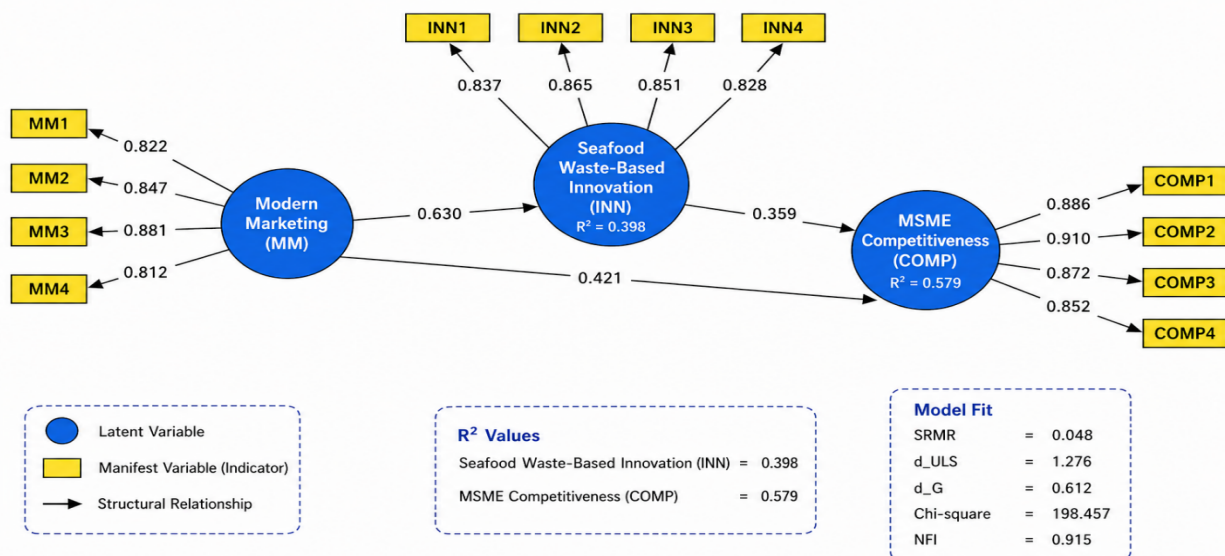 INN1
INN2
INN3
INN4
0.837
0.865
0.851
0.828
MM1
MM2
MM3
MM4
0.822
0.847
0.881
0.812
Modern
Marketing
(MM)
0.630
Seafood
Waste-Based
Innovation
(INN)
R² = 0.398
0.359
0.421
MSME
Competitiveness
(COMP)
R² = 0.579
0.886
0.910
0.872
0.852
COMP1
COMP2
COMP3
COMP4
Latent Variable
Manifest Variable (Indicator)
Structural Relationship
R² Values
Seafood Waste-Based Innovation (INN) = 0.398
MSME Competitiveness (COMP) = 0.579
Model Fit
SRMR = 0.048
d_ULS = 1.276
d_G = 0.612
Chi-square = 198.457
NFI = 0.915